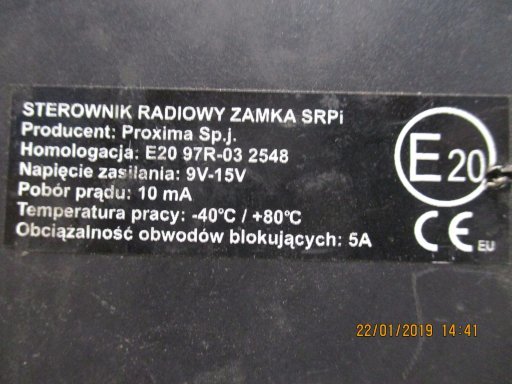 STEROWNIK RADIOWY ZAMKA SRPi
Producent: Proxima Sp.j.
Homologacja: E20 97R-03 2548
Napięcie zasilania: 9V-15V
Pobór prądu: 10 mA
Temperatura pracy: -40°C / +80°C
Obciązalność obwodów blokujących: 5A
E20
CE EU
22/01/2019 14:41